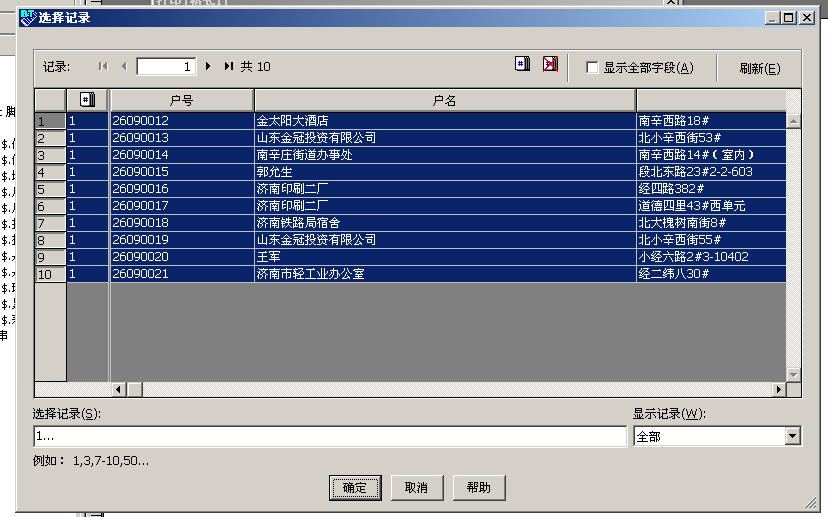 选择记录
记录: 1 共 10 显示全部字段(A) 刷新(E)
户号 户名
1 1 26090012 金太阳大酒店 南辛西路18#
2 1 26090013 山东金冠投资有限公司 北小辛西街53#
3 1 26090014 南辛庄街道办事处 南辛西路14#(室内)
4 1 26090015 郭允生 段北东路23#2-2-603
5 1 26090016 济南印刷二厂 经四路382#
6 1 26090017 济南印刷二厂 道德四里43#西单元
7 1 26090018 济南铁路局宿舍 北大槐树南街8#
8 1 26090019 山东金冠投资有限公司 北小辛西街55#
9 1 26090020 王军 小经六路2#3-10402
10 1 26090021 济南市轻工业办公室 经二纬八30#
选择记录(S): 显示记录(W):
1... 全部
例如： 1,3,7-10,50...
确定 取消 帮助